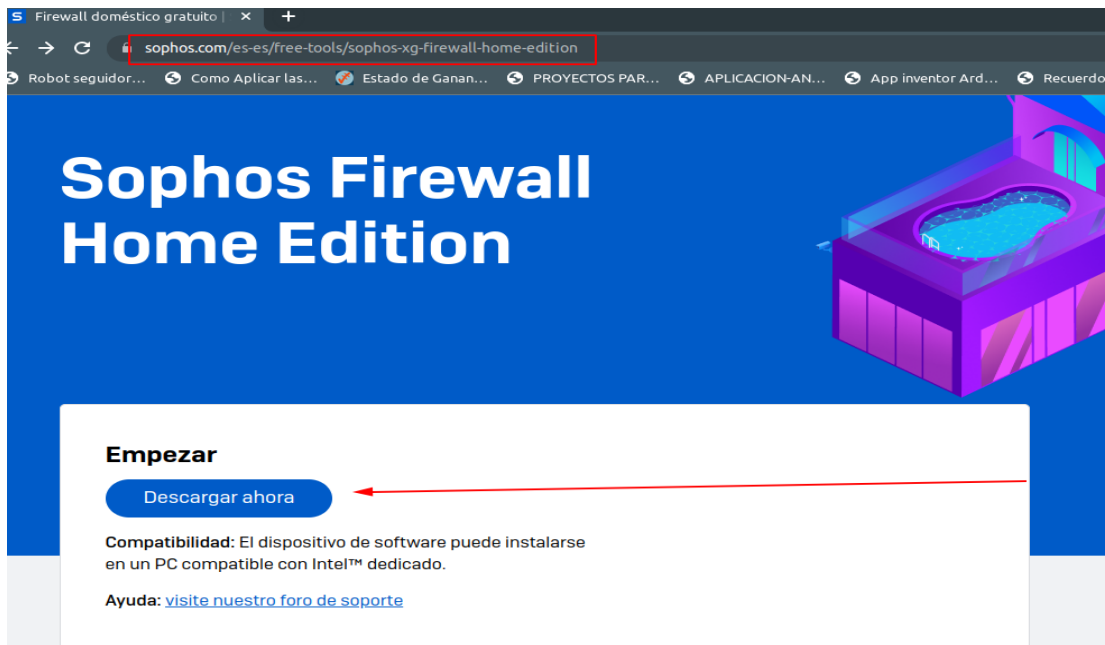 S Firewall doméstico gratuito |
sophos.com/es-es/free-tools/sophos-xg-firewall-home-edition
Robot seguidor... Como Aplicar las... Estado de Ganan... PROYECTOS PAR... APLICACION-AN... App inventor Ard... Recuerdo
Sophos Firewall
Home Edition
Empezar
Descargar ahora
Compatibilidad: El dispositivo de software puede instalarse
en un PC compatible con Intel™ dedicado.
Ayuda: visite nuestro foro de soporte